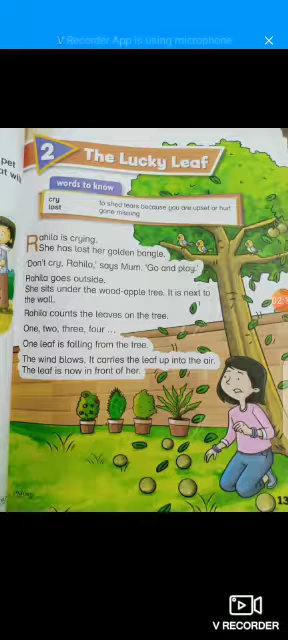 V Recorder App is using microphone
pet
2
The Lucky Leaf
words to know
cry to shed tears because you are upset or hurt
lost gone missing
Rahila is crying.
She has lost her golden bangle.
'Don't cry, Rahila,' says Mum. 'Go and play.'
Rahila goes outside.
She sits under the wood-apple tree. It is next to
the wall.
Rahila counts the leaves on the tree.
One, two, three, four ...
One leaf is falling from the tree.
The wind blows. It carries the leaf up into the air.
The leaf is now in front of her.
13
V RECORDER